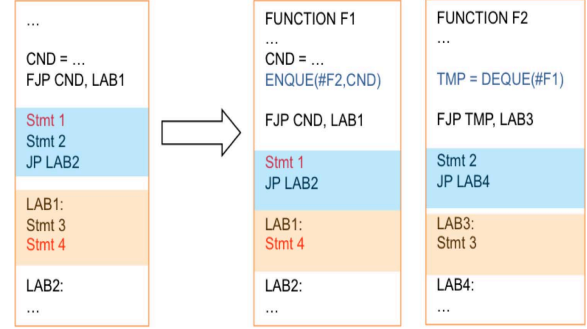 ...
CND = ...
FJP CND, LAB1
Stmt 1
Stmt 2
JP LAB2
LAB1:
Stmt 3
Stmt 4
LAB2:
...
FUNCTION F1
...
CND = ...
ENQUE(#F2,CND)
FJP CND, LAB1
Stmt 1
JP LAB2
LAB1:
Stmt 4
LAB2:
...
FUNCTION F2
...
TMP = DEQUE(#F1)
FJP TMP, LAB3
Stmt 2
JP LAB4
LAB3:
Stmt 3
LAB4:
...